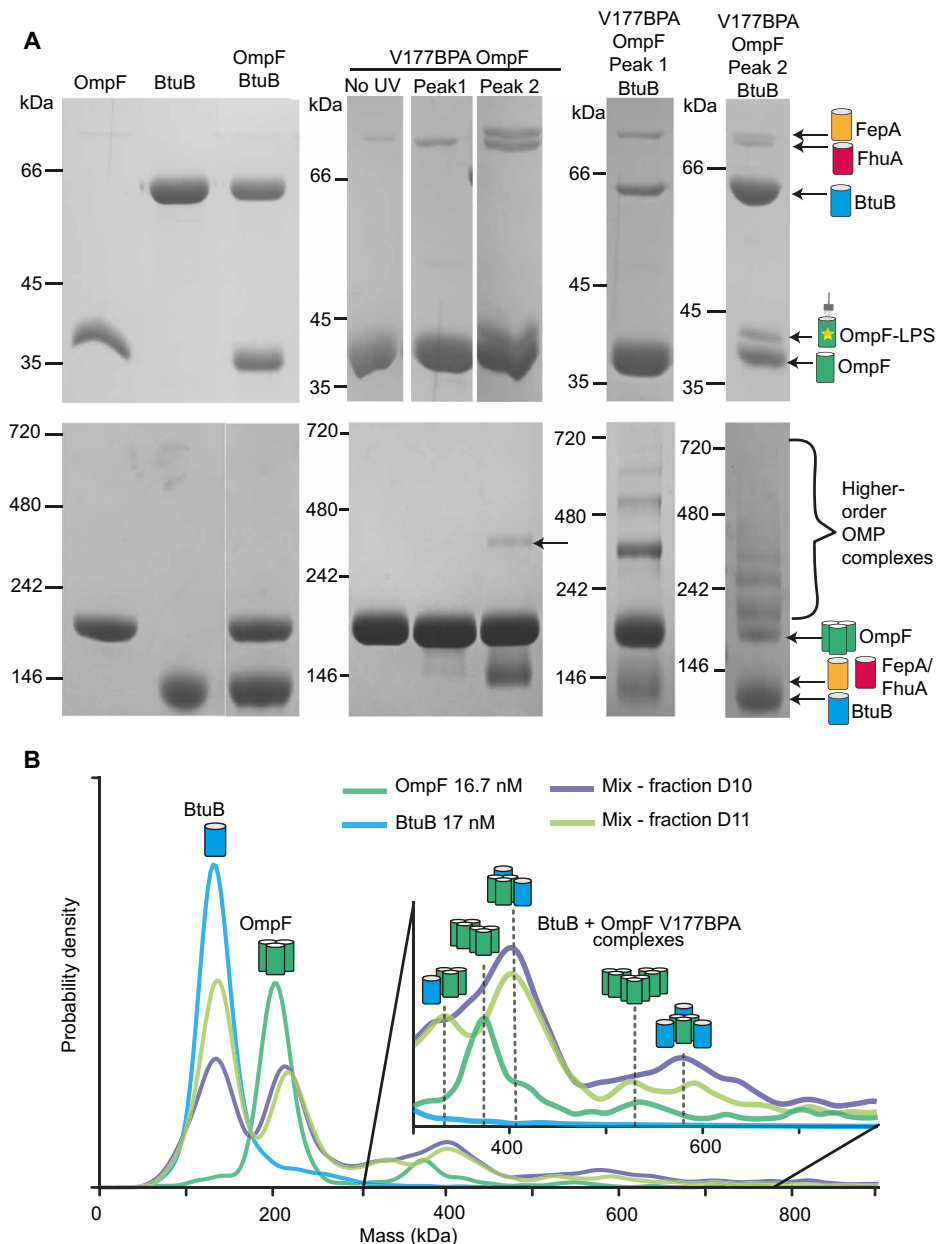 A
OmpF
BtuB
OmpF
BtuB
V177BPA OmpF
No UV
Peak1
Peak 2
V177BPA
OmpF
Peak 1
BtuB
V177BPA
OmpF
Peak 2
BtuB
kDa
66
45
35
kDa
66
45
35
kDa
66
45
35
kDa
66
45
35
FepA
FhuA
BtuB
OmpF-LPS
OmpF
720
480
242
146
720
480
242
146
720
480
242
146
720
480
242
146
Higher-
order
OMP
complexes
OmpF
FepA/
FhuA
BtuB
B
OmpF 16.7 nM
BtuB 17 nM
Mix - fraction D10
Mix - fraction D11
BtuB
OmpF
BtuB + OmpF V177BPA
complexes
400
600
Probability density
0
200
400
600
800
Mass (kDa)